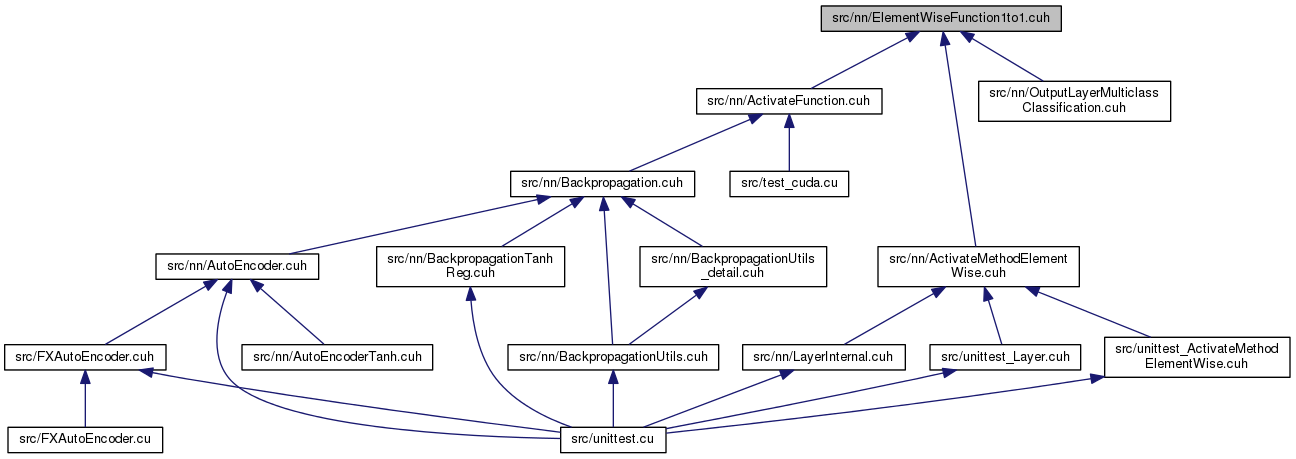 src/nn/ElementWiseFunction1to1.cuh
src/nn/ActivateFunction.cuh
src/nn/OutputLayerMulticlass
Classification.cuh
src/nn/Backpropagation.cuh
src/test_cuda.cu
src/nn/AutoEncoder.cuh
src/nn/BackpropagationTanh
Reg.cuh
src/nn/BackpropagationUtils
_detail.cuh
src/nn/ActivateMethodElement
Wise.cuh
src/FXAutoEncoder.cuh
src/nn/AutoEncoderTanh.cuh
src/nn/BackpropagationUtils.cuh
src/nn/LayerInternal.cuh
src/unittest_Layer.cuh
src/unittest_ActivateMethod
ElementWise.cuh
src/FXAutoEncoder.cu
src/unittest.cu